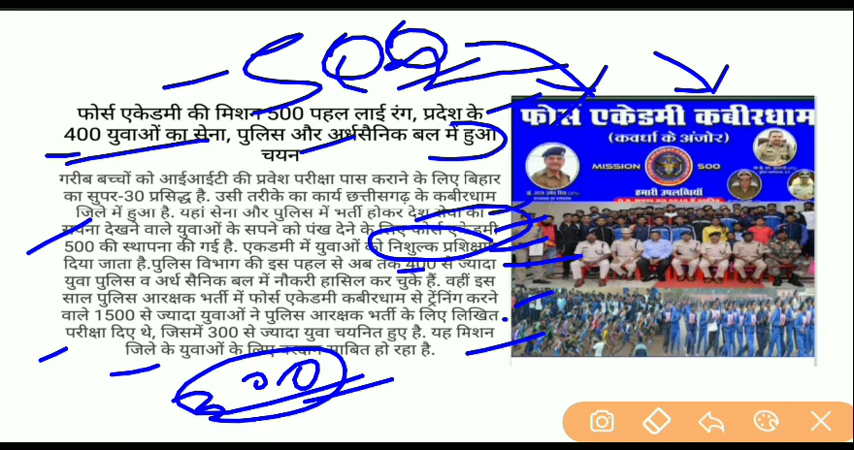 500
फोर्स एकेडमी की मिशन 500 पहल लाई रंग, प्रदेश के
400 युवाओं का सेना, पुलिस और अर्धसैनिक बल में हुआ
चयन
गरीब बच्चों को आईआईटी की प्रवेश परीक्षा पास कराने के लिए बिहार
का सुपर-30 प्रसिद्ध है. उसी तरीके का कार्य छत्तीसगढ़ के कबीरधाम
जिले में हुआ है. यहां सेना और पुलिस में भर्ती होकर देश सेवा का
सपना देखने वाले युवाओं के सपने को पंख देने के लिए फोर्स एकेडमी
500 की स्थापना की गई है. एकडमी में युवाओं को निशुल्क प्रशिक्षण
दिया जाता है.पुलिस विभाग की इस पहल से अब तक 400 से ज्यादा
युवा पुलिस व अर्ध सैनिक बल में नौकरी हासिल कर चुके हैं. वहीं इस
साल पुलिस आरक्षक भर्ती में फोर्स एकेडमी कबीरधाम से ट्रेंनिंग करने
वाले 1500 से ज्यादा युवाओं ने पुलिस आरक्षक भर्ती के लिए लिखित
परीक्षा दिए थे, जिसमें 300 से ज्यादा युवा चयनित हुए है. यह मिशन
जिले के युवाओं के लिए वरदान साबित हो रहा है.
फोर्स एकेडमी कबीरधाम
(कवर्धा के अंजोर)
MISSION 500
हमारी उपलब्धियाँ